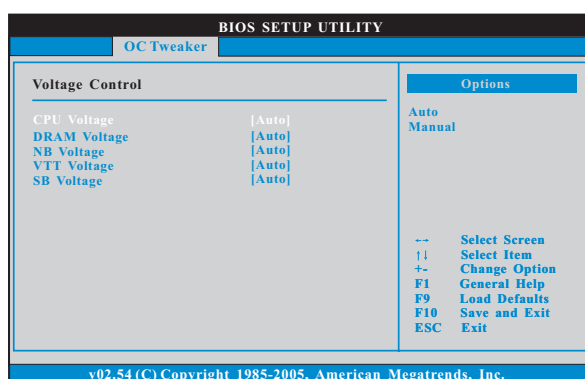 BIOS SETUP UTILITY
OC Tweaker
Voltage Control
CPU Voltage [Auto]
DRAM Voltage [Auto]
NB Voltage [Auto]
VTT Voltage [Auto]
SB Voltage [Auto]
Options
Auto
Manual
←→ Select Screen
↑↓ Select Item
+- Change Option
F1 General Help
F9 Load Defaults
F10 Save and Exit
ESC Exit
v02.54 (C) Copyright 1985-2005, American Megatrends, Inc.